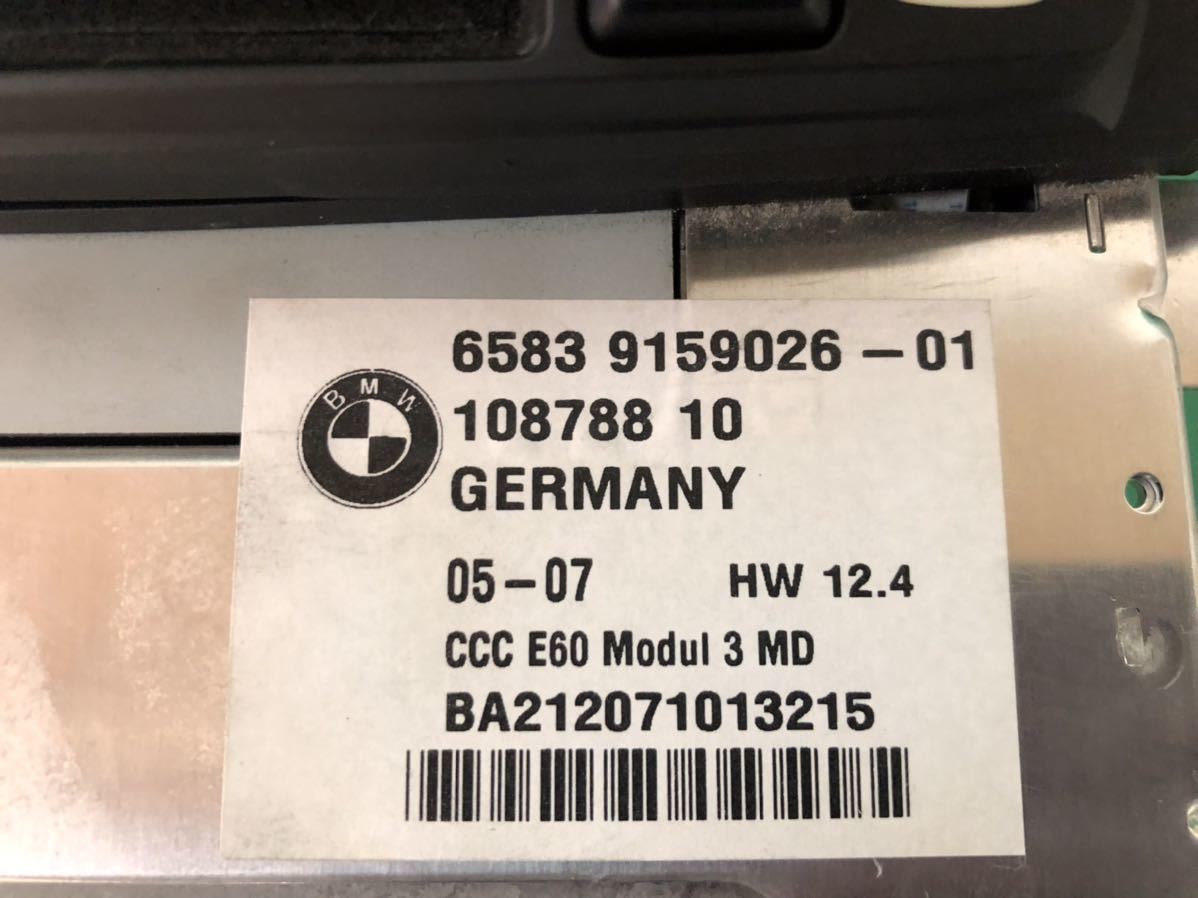 6583 9159026-01
BMW
108788 10
GERMANY
05-07 HW 12.4
CCC E60 Modul 3 MD
BA212071013215